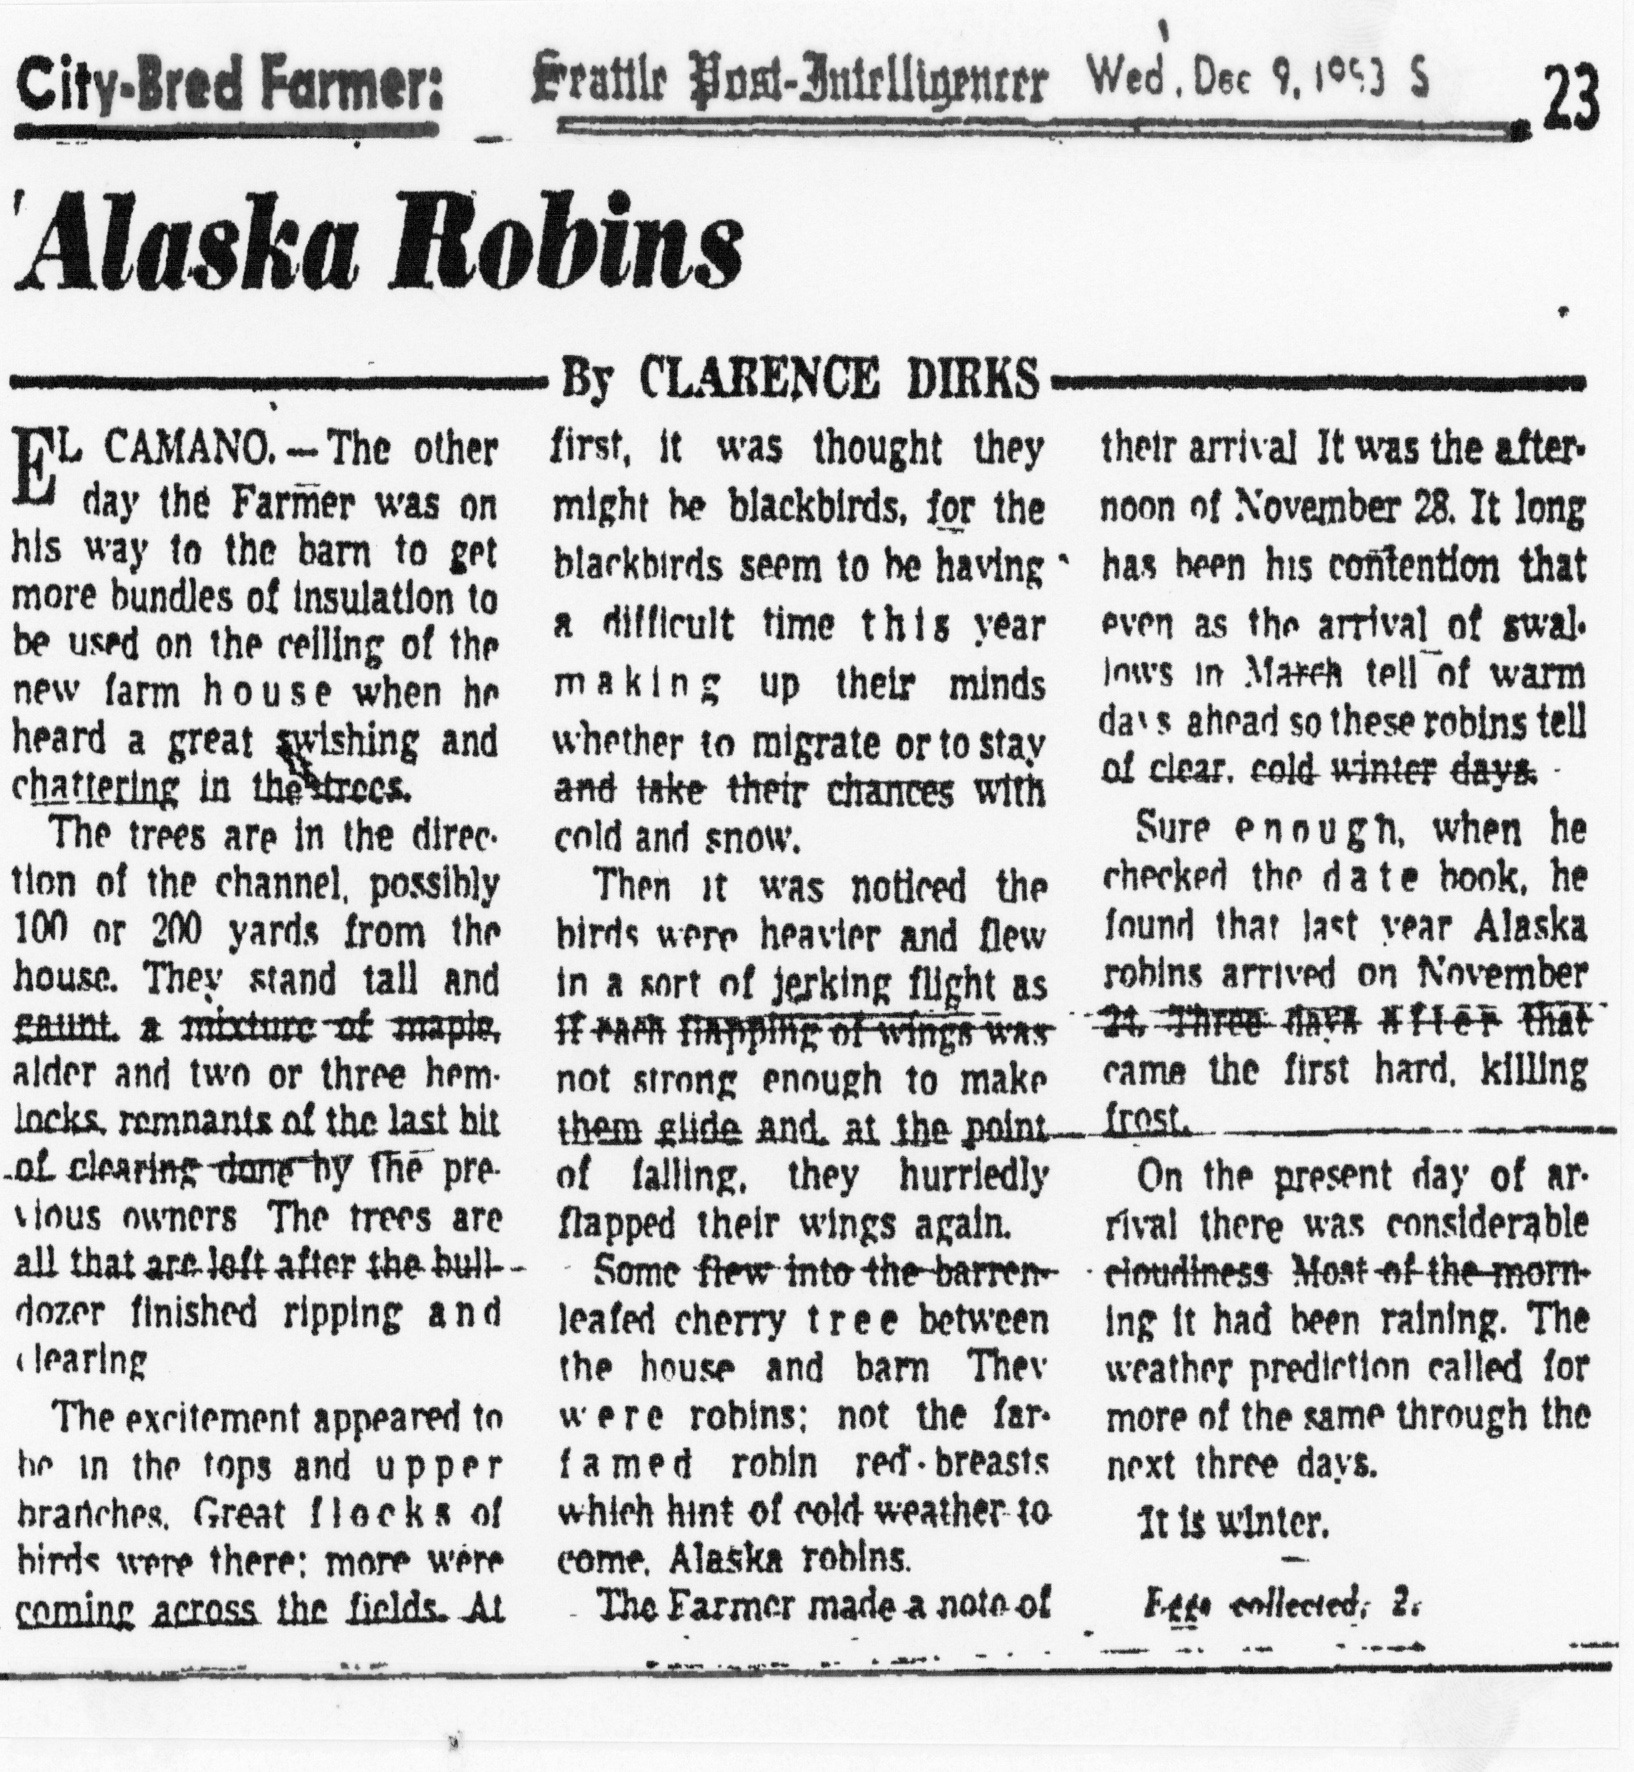 City-Bred Farmer:
Seattle Post-Intelligencer Wed, Dec 9, 1953 S 23
'Alaska Robins
By CLARENCE DIRKS
EL CAMANO. — The other
day the Farmer was on
his way to the barn to get
more bundles of insulation to
be used on the ceiling of the
new farm house when he
heard a great swishing and
chattering in the trees.
The trees are in the direc-
tion of the channel, possibly
100 or 200 yards from the
house. They stand tall and
gaunt, a mixture of maple,
alder and two or three hem-
locks, remnants of the last bit
of clearing done by the pre-
vious owners The trees are
all that are left after the bull-
dozer finished ripping and
clearing
The excitement appeared to
be in the tops and upper
branches. Great flocks of
birds were there; more were
coming across the fields. At
first, it was thought they
might be blackbirds, for the
blackbirds seem to be having
a difficult time this year
making up their minds
whether to migrate or to stay
and take their chances with
cold and snow.
Then it was noticed the
birds were heavier and flew
in a sort of jerking flight as
if each flapping of wings was
not strong enough to make
them glide and, at the point
of falling, they hurriedly
flapped their wings again.
Some flew into the barren-
leafed cherry tree between
the house and barn They
were robins; not the far-
famed robin red-breasts
which hint of cold weather to
come, Alaska robins.
The Farmer made a note of
their arrival It was the after-
noon of November 28. It long
has been his contention that
even as the arrival of swal-
lows in March tell of warm
days ahead so these robins tell
of clear, cold winter days.
Sure enough, when he
checked the date book, he
found that last year Alaska
robins arrived on November
24. Three days after that
came the first hard, killing
frost.
On the present day of ar-
rival there was considerable
cloudiness Most of the morn-
ing it had been raining. The
weather prediction called for
more of the same through the
next three days.
It is winter.
Eggs collected: 2.